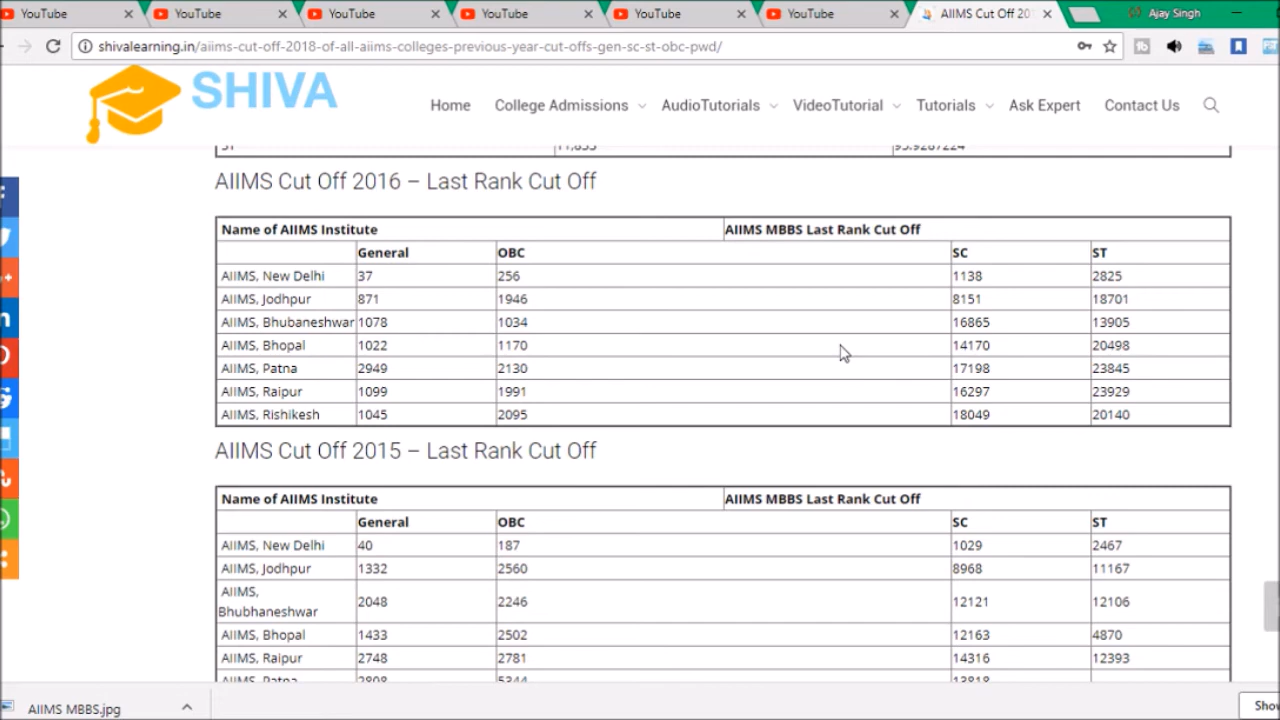 YouTube YouTube YouTube YouTube YouTube YouTube AIIMS Cut Off 20 Ajay Singh
shivalearning.in/aiims-cut-off-2018-of-all-aiims-colleges-previous-year-cut-offs-gen-sc-st-obc-pwd/
SHIVA
Home College Admissions AudioTutorials VideoTutorial Tutorials Ask Expert Contact Us
AIIMS Cut Off 2016 – Last Rank Cut Off
Name of AIIMS Institute AIIMS MBBS Last Rank Cut Off
General OBC SC ST
AIIMS, New Delhi 37 256 1138 2825
AIIMS, Jodhpur 871 1946 8151 18701
AIIMS, Bhubaneshwar 1078 1034 16865 13905
AIIMS, Bhopal 1022 1170 14170 20498
AIIMS, Patna 2949 2130 17198 23845
AIIMS, Raipur 1099 1991 16297 23929
AIIMS, Rishikesh 1045 2095 18049 20140
AIIMS Cut Off 2015 – Last Rank Cut Off
Name of AIIMS Institute AIIMS MBBS Last Rank Cut Off
General OBC SC ST
AIIMS, New Delhi 40 187 1029 2467
AIIMS, Jodhpur 1332 2560 8968 11167
AIIMS,
Bhubhaneshwar 2048 2246 12121 12106
AIIMS, Bhopal 1433 2502 12163 4870
AIIMS, Raipur 2748 2781 14316 12393
AIIMS, Patna 2808 5344 13818
AIIMS MBBS.jpg Show